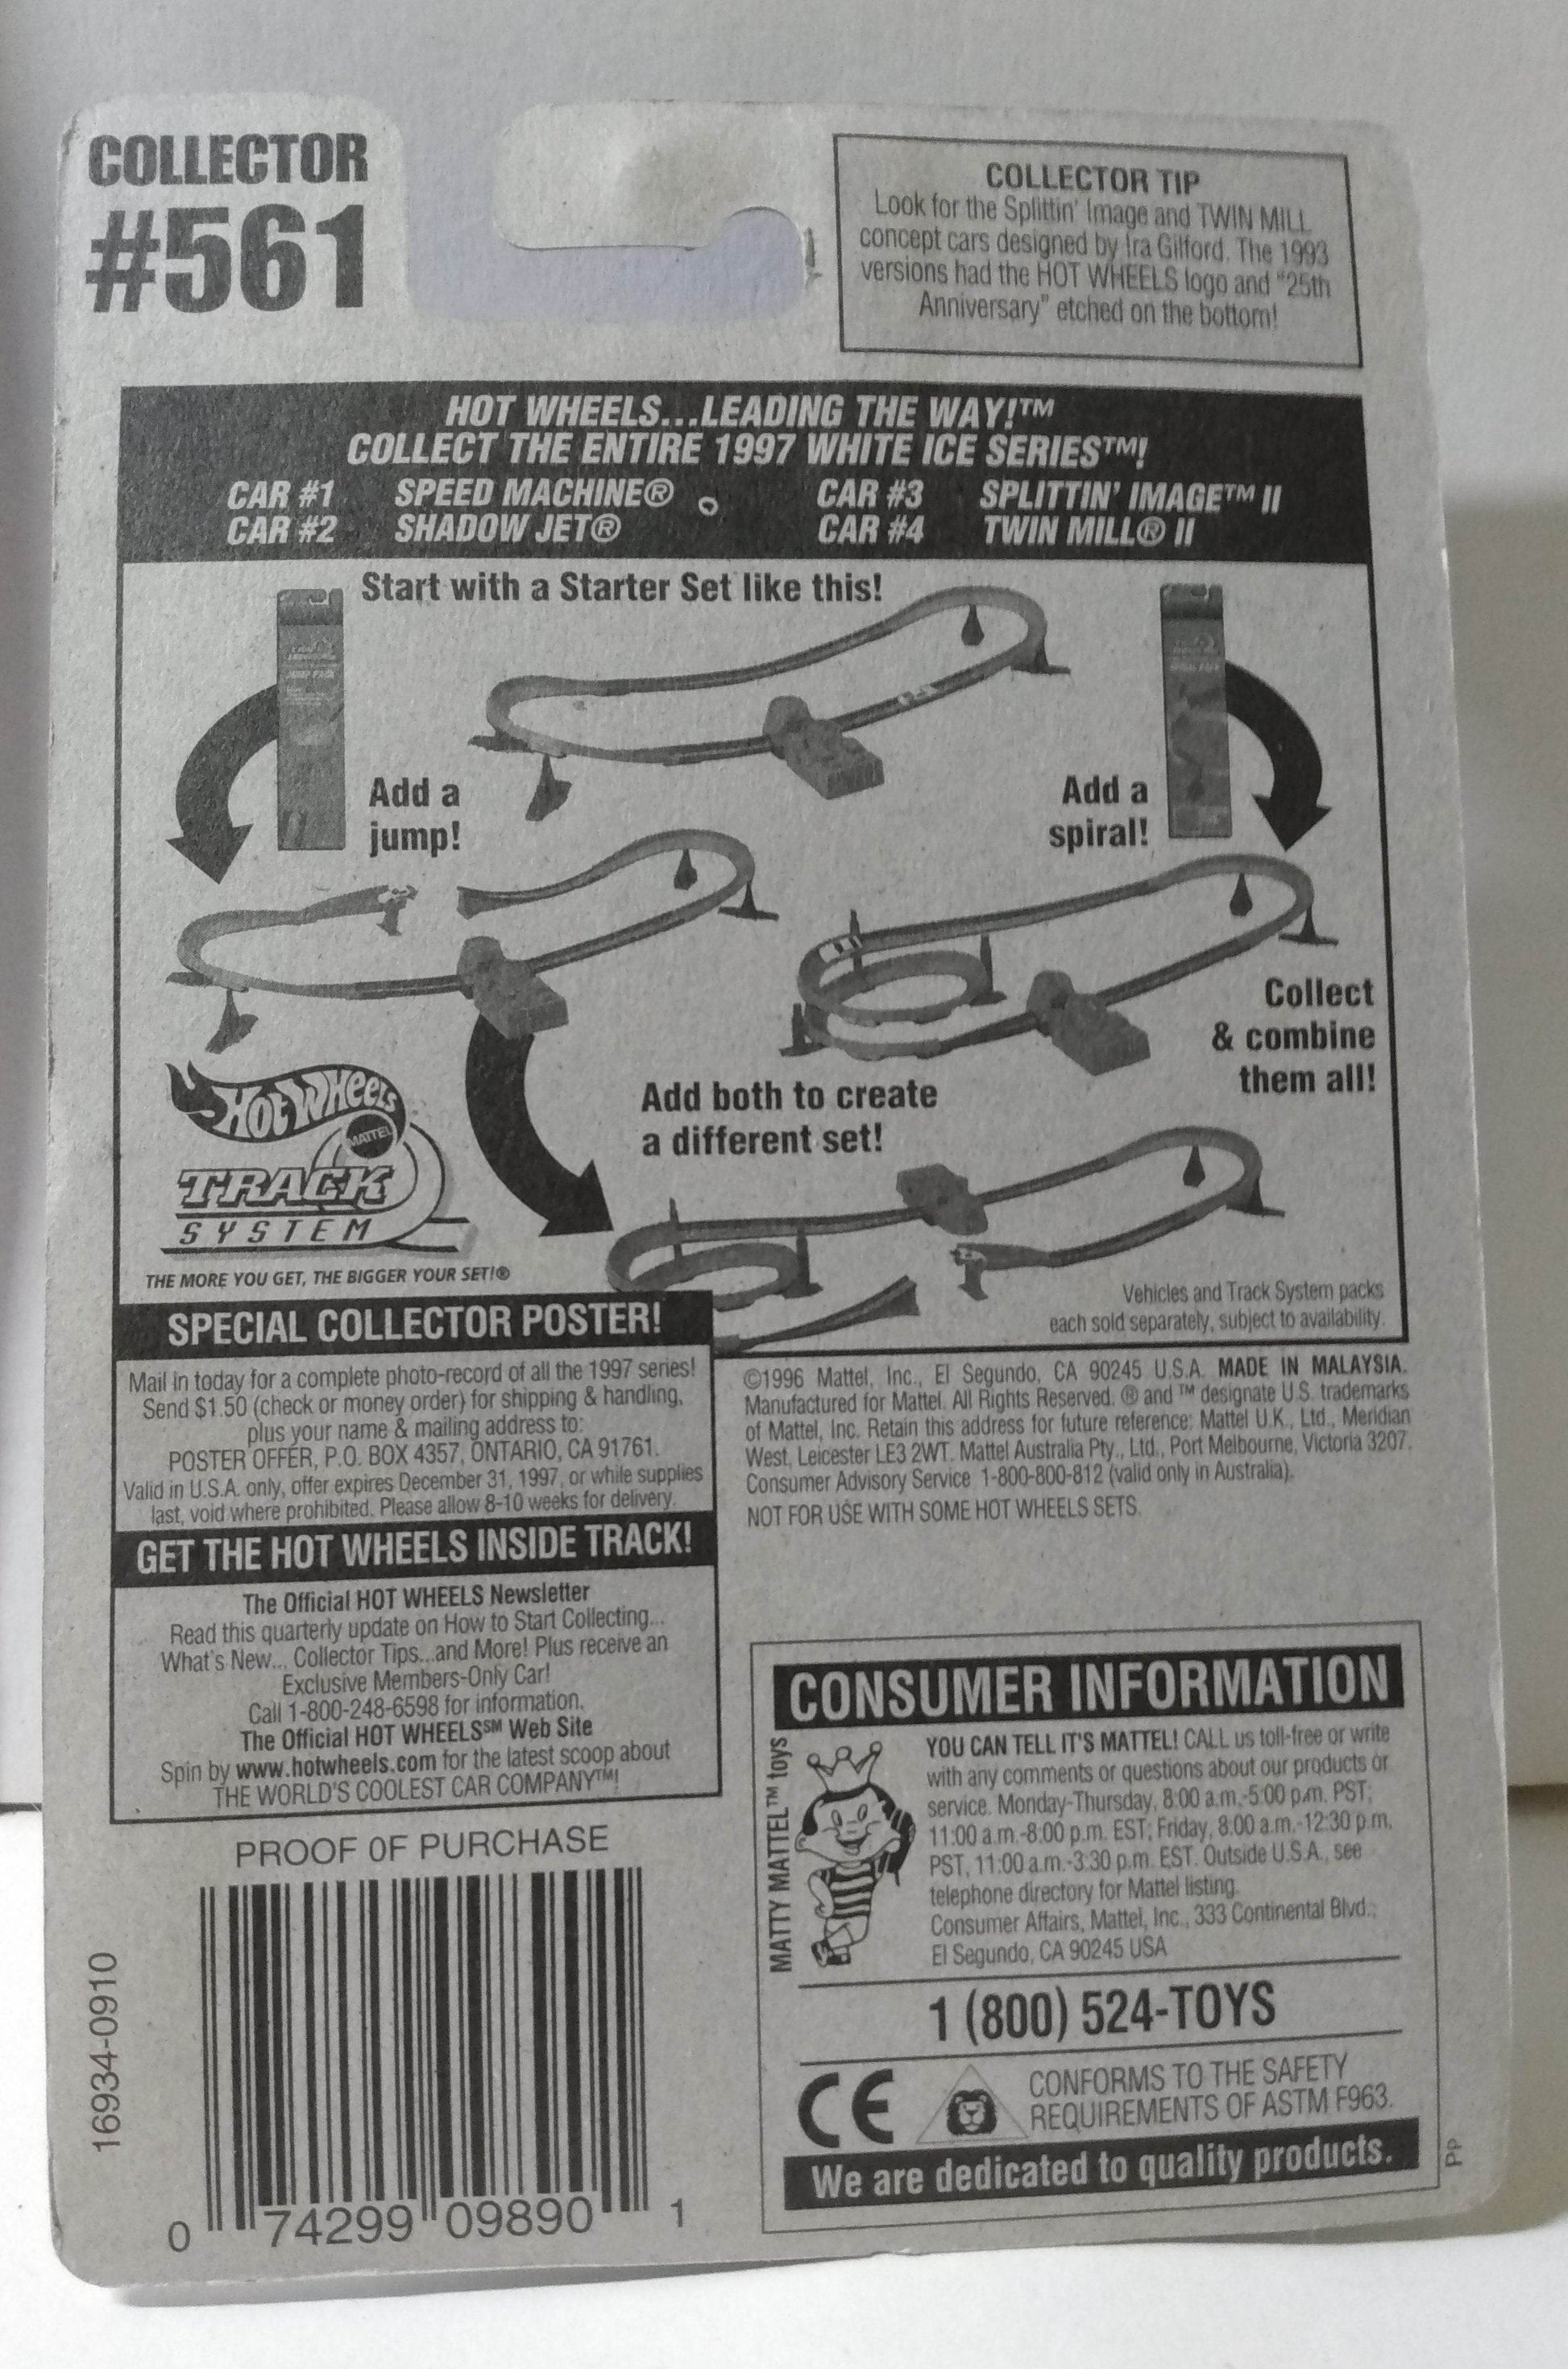 COLLECTOR
#561
COLLECTOR TIP
Look for the Splittin' Image and TWIN MILL
concept cars designed by Ira Gilford. The 1993
versions had the HOT WHEELS logo and "25th
Anniversary" etched on the bottom!
HOT WHEELS...LEADING THE WAY!™
COLLECT THE ENTIRE 1997 WHITE ICE SERIES™!
CAR #1 SPEED MACHINE® CAR #3 SPLITTIN' IMAGE™ II
CAR #2 SHADOW JET® CAR #4 TWIN MILL® II
Start with a Starter Set like this!
JUMP PACK
Add a
jump!
Add a
spiral!
Collect
& combine
them all!
Add both to create
a different set!
Hot Wheels
MATTEL
TRACK
SYSTEM
THE MORE YOU GET, THE BIGGER YOUR SET!®
Vehicles and Track System packs
each sold separately, subject to availability.
SPECIAL COLLECTOR POSTER!
Mail in today for a complete photo-record of all the 1997 series!
Send $1.50 (check or money order) for shipping & handling,
plus your name & mailing address to:
POSTER OFFER, P.O. BOX 4357, ONTARIO, CA 91761.
Valid in U.S.A. only, offer expires December 31, 1997, or while supplies
last, void where prohibited. Please allow 8-10 weeks for delivery.
GET THE HOT WHEELS INSIDE TRACK!
The Official HOT WHEELS Newsletter
Read this quarterly update on How to Start Collecting...
What's New... Collector Tips...and More! Plus receive an
Exclusive Members-Only Car!
Call 1-800-248-6598 for information.
The Official HOT WHEELS℠ Web Site
Spin by www.hotwheels.com for the latest scoop about
THE WORLD'S COOLEST CAR COMPANY™!
©1996 Mattel, Inc., El Segundo, CA 90245 U.S.A. MADE IN MALAYSIA.
Manufactured for Mattel. All Rights Reserved. ® and ™ designate U.S. trademarks
of Mattel, Inc. Retain this address for future reference: Mattel U.K., Ltd., Meridian
West, Leicester LE3 2WT. Mattel Australia Pty., Ltd., Port Melbourne, Victoria 3207.
Consumer Advisory Service 1-800-800-812 (valid only in Australia).
NOT FOR USE WITH SOME HOT WHEELS SETS.
PROOF OF PURCHASE
16934-0910
0 74299 09890 1
CONSUMER INFORMATION
MATTY MATTEL™ toys
YOU CAN TELL IT'S MATTEL! CALL us toll-free or write
with any comments or questions about our products or
service. Monday-Thursday, 8:00 a.m.-5:00 p.m. PST;
11:00 a.m.-8:00 p.m. EST; Friday, 8:00 a.m.-12:30 p.m.
PST, 11:00 a.m.-3:30 p.m. EST. Outside U.S.A., see
telephone directory for Mattel listing.
Consumer Affairs, Mattel, Inc., 333 Continental Blvd.,
El Segundo, CA 90245 USA
1 (800) 524-TOYS
CE
CONFORMS TO THE SAFETY
REQUIREMENTS OF ASTM F963.
We are dedicated to quality products.
PP